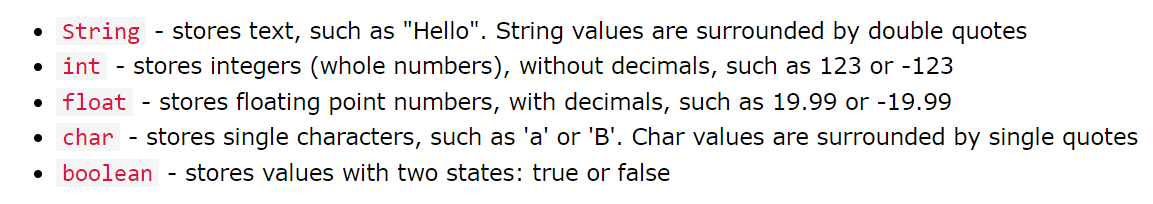 String - stores text, such as "Hello". String values are surrounded by double quotes
int - stores integers (whole numbers), without decimals, such as 123 or -123
float - stores floating point numbers, with decimals, such as 19.99 or -19.99
char - stores single characters, such as 'a' or 'B'. Char values are surrounded by single quotes
boolean - stores values with two states: true or false